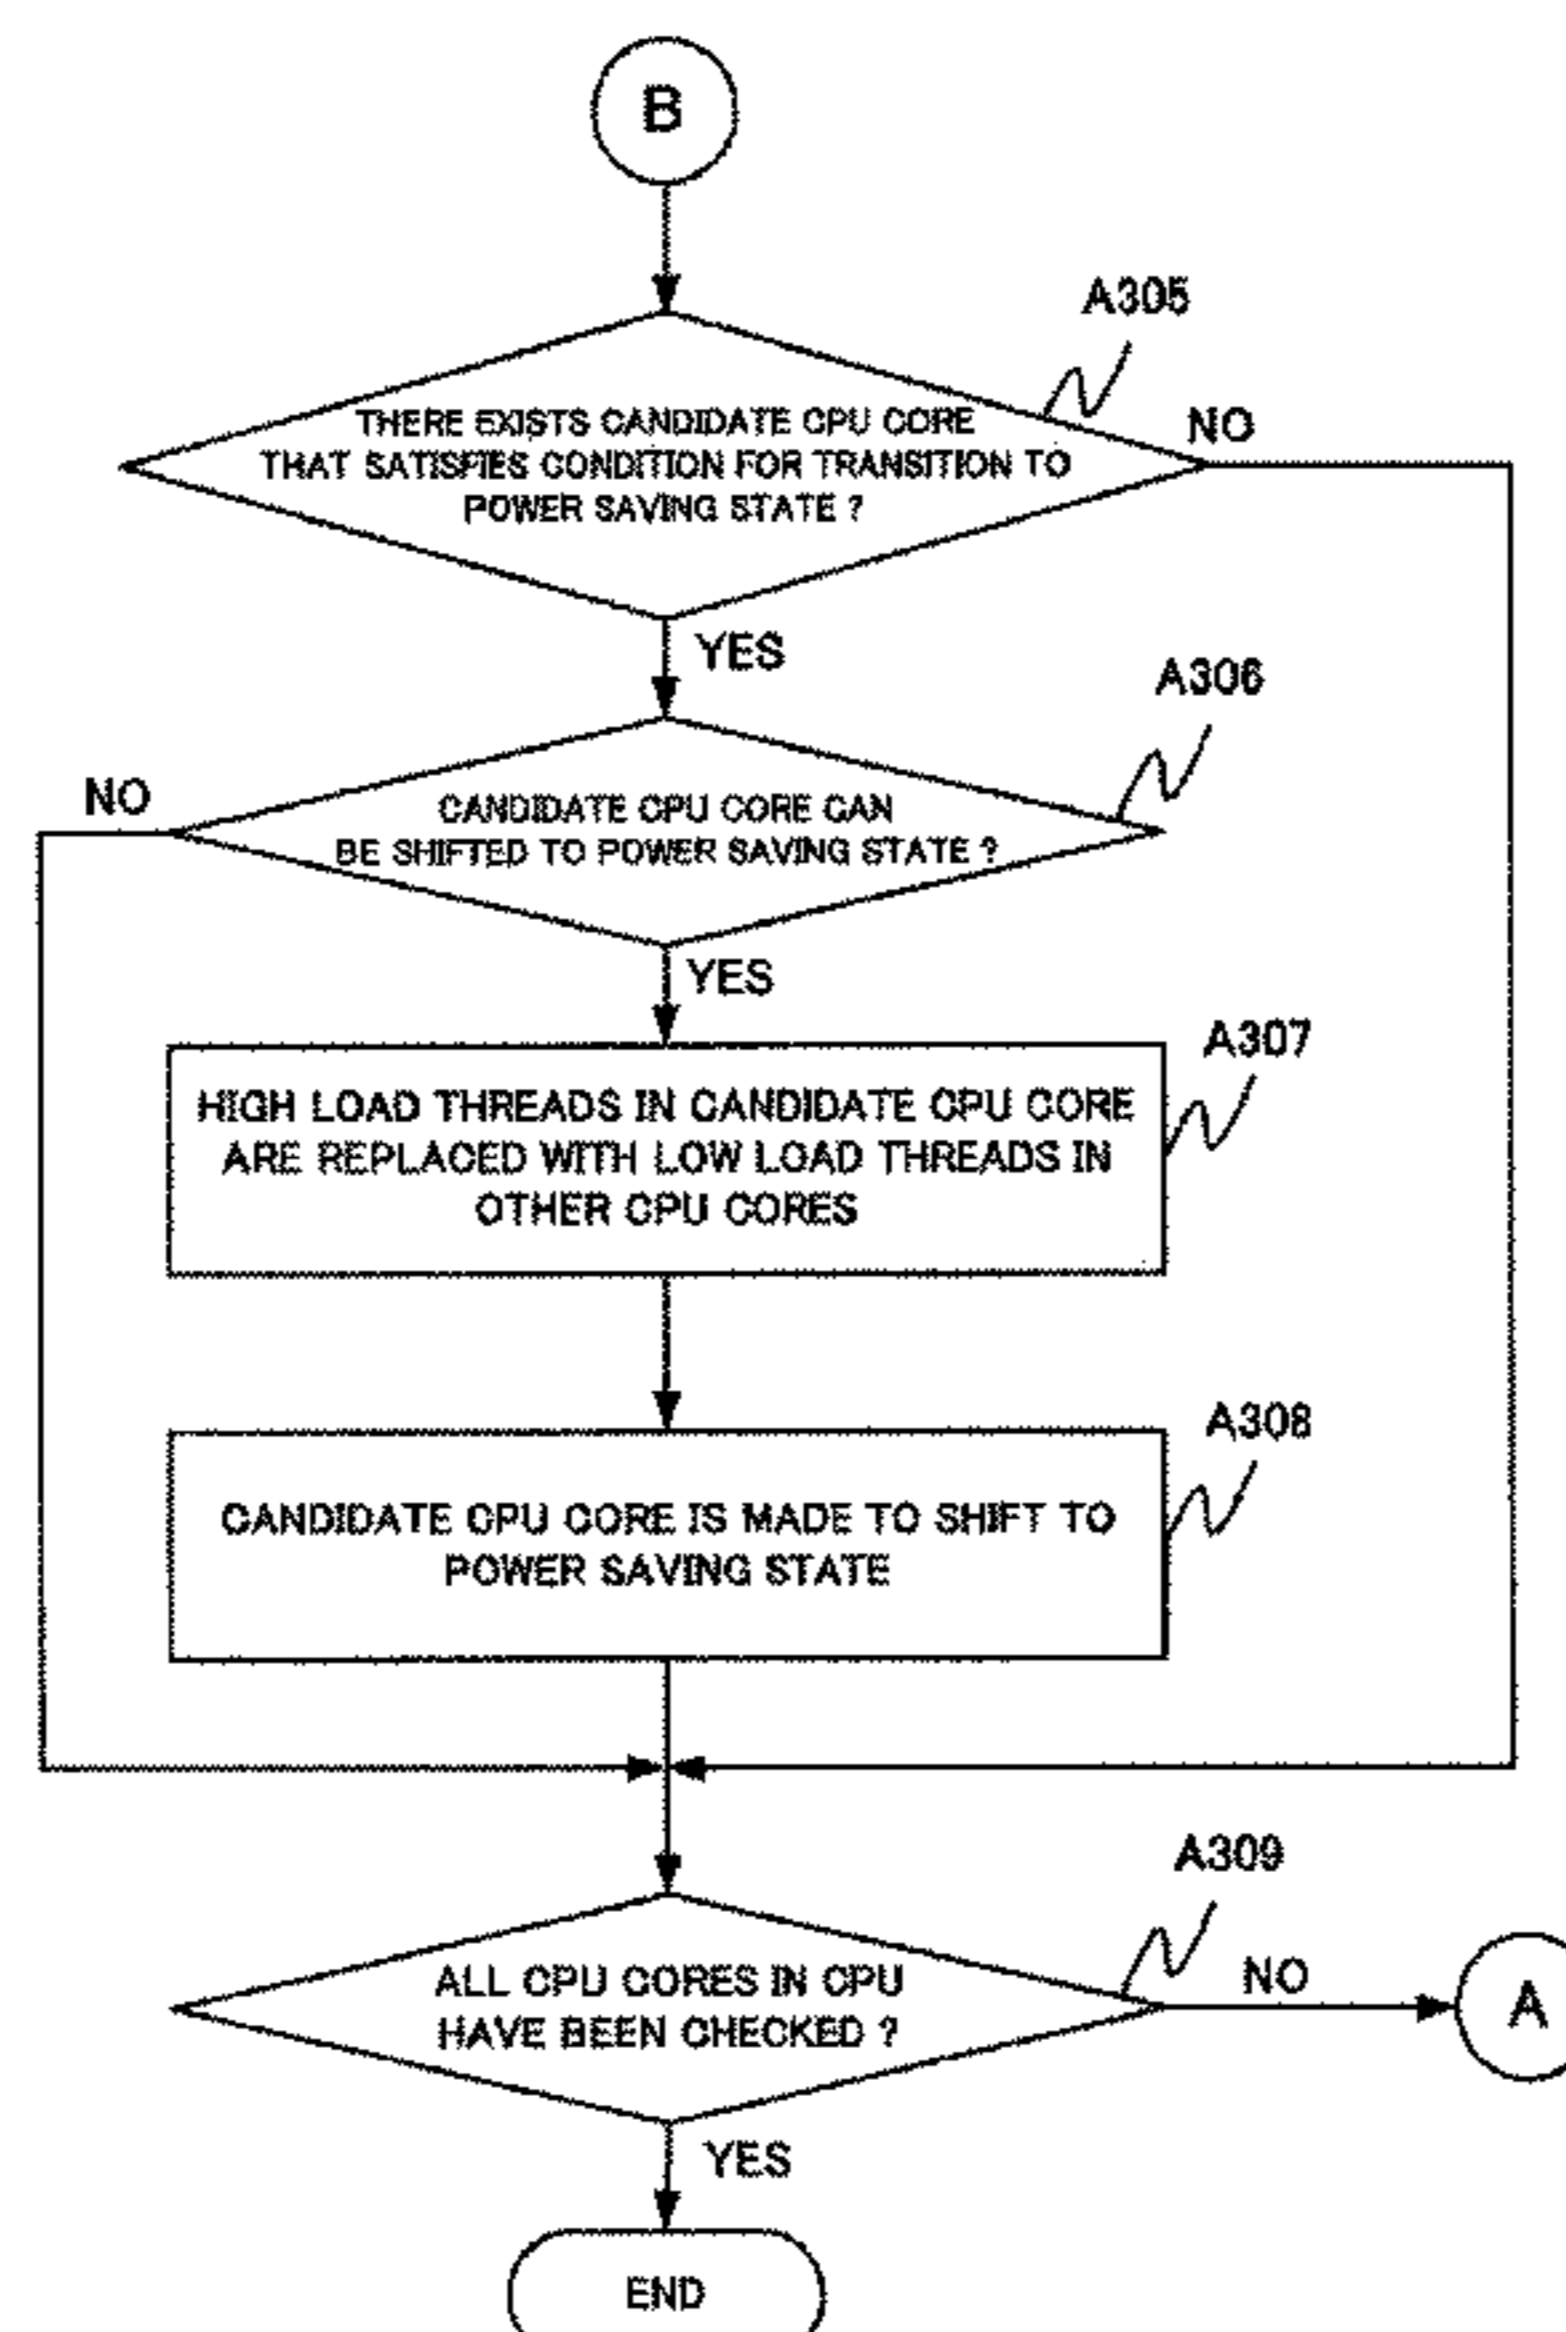 B
A305
THERE EXISTS CANDIDATE CPU CORE
THAT SATISFIES CONDITION FOR TRANSITION TO
POWER SAVING STATE ?
NO
YES
A306
NO
CANDIDATE CPU CORE CAN
BE SHIFTED TO POWER SAVING STATE ?
YES
A307
HIGH LOAD THREADS IN CANDIDATE CPU CORE
ARE REPLACED WITH LOW LOAD THREADS IN
OTHER CPU CORES
A308
CANDIDATE CPU CORE IS MADE TO SHIFT TO
POWER SAVING STATE
A309
ALL CPU CORES IN CPU
HAVE BEEN CHECKED ?
NO
A
YES
END